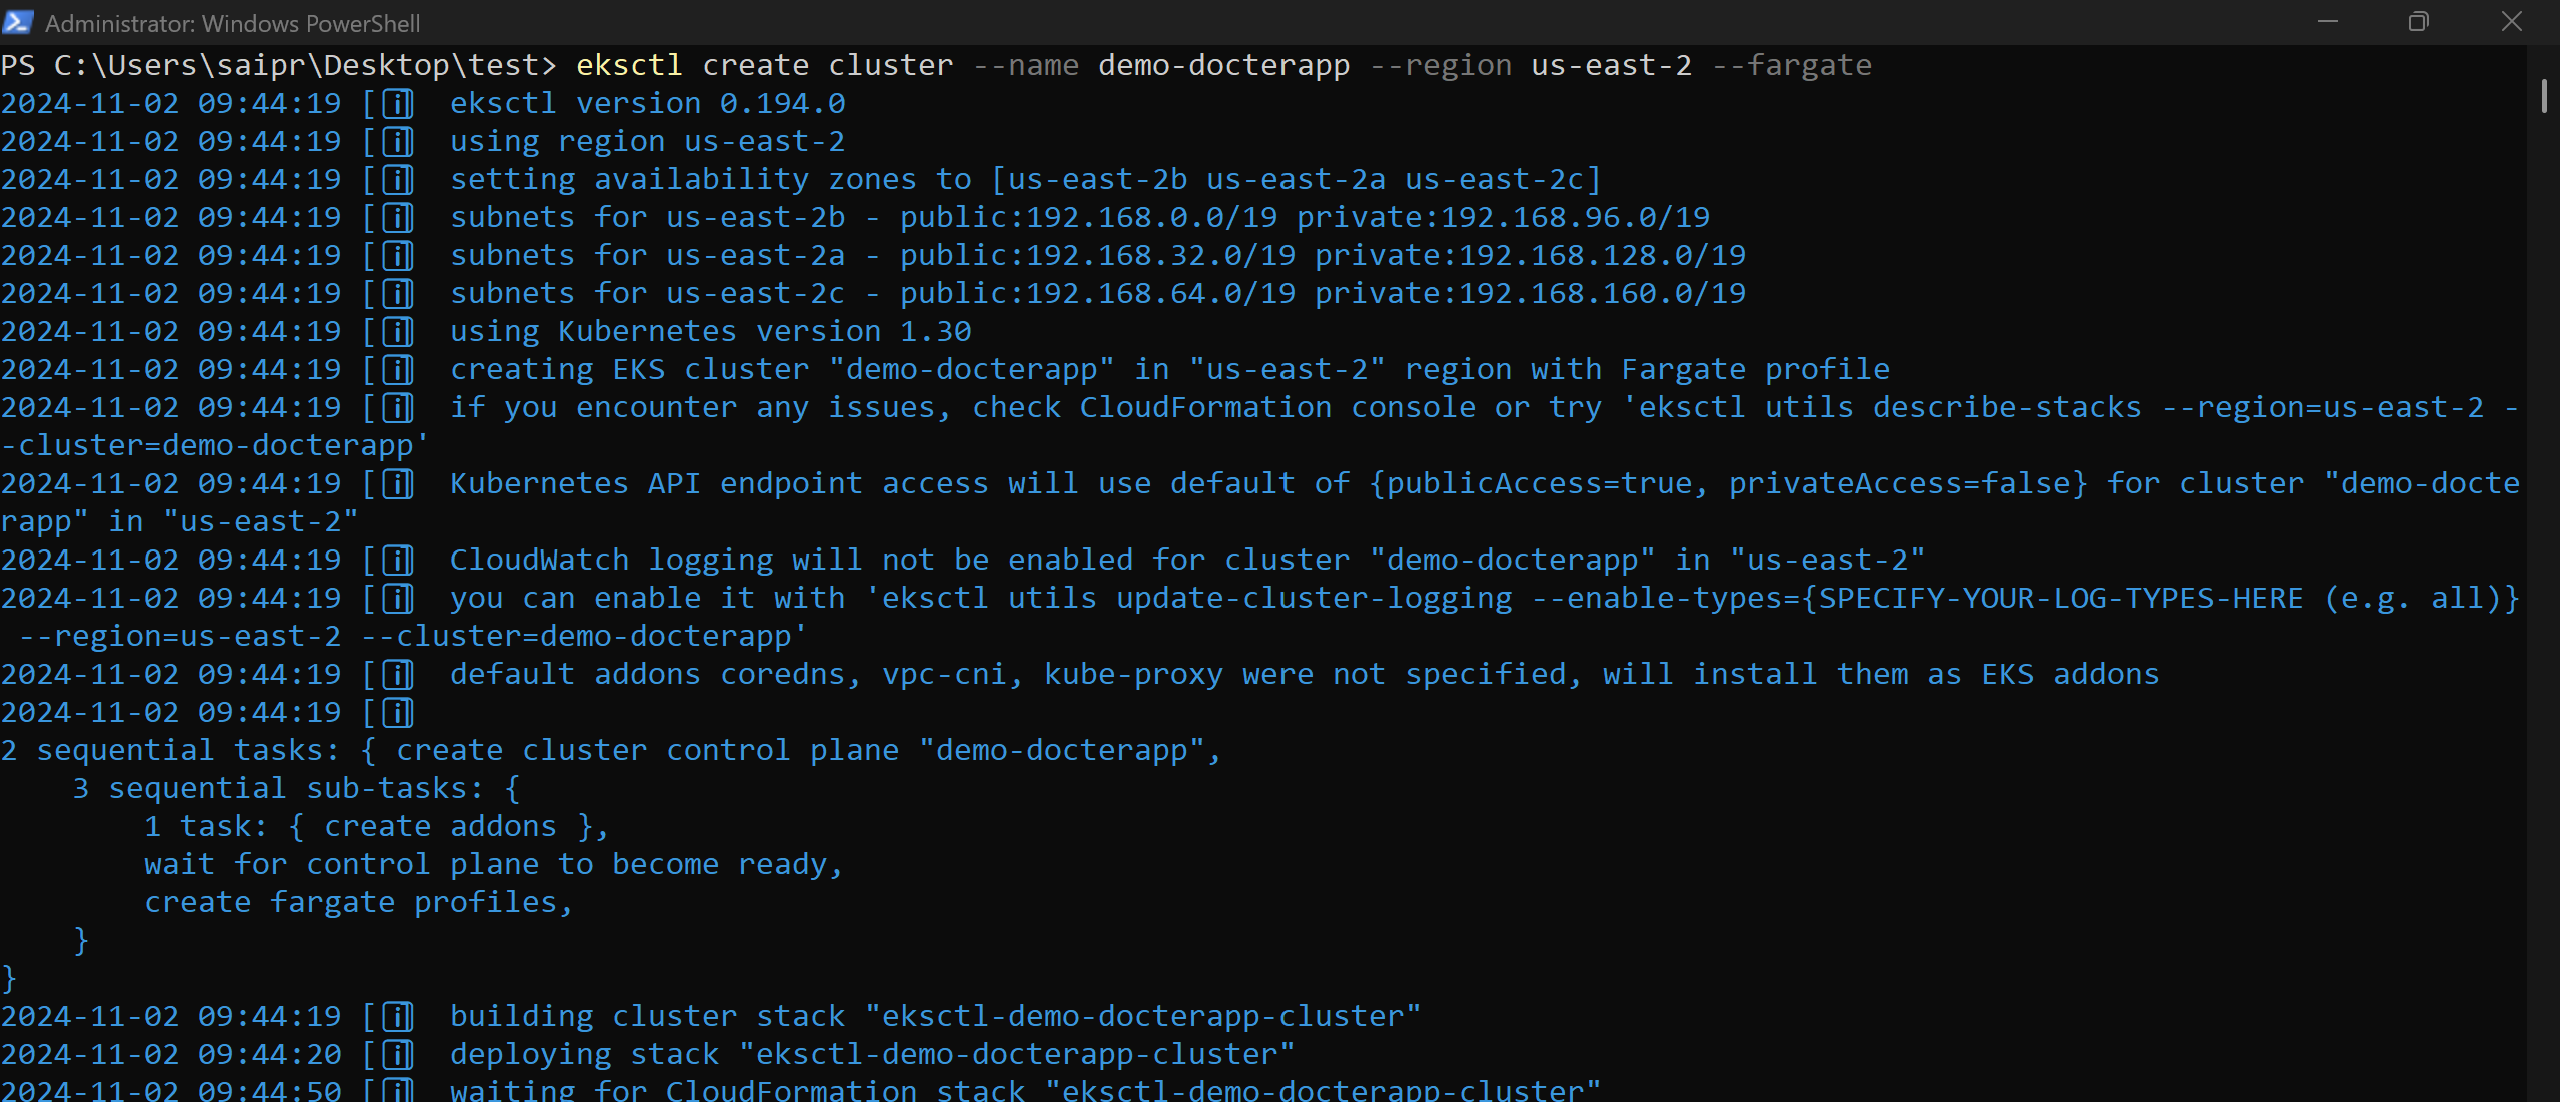 Administrator: Windows PowerShell
PS C:\Users\saipr\Desktop\test> eksctl create cluster --name demo-docterapp --region us-east-2 --fargate
2024-11-02 09:44:19 [ℹ]  eksctl version 0.194.0
2024-11-02 09:44:19 [ℹ]  using region us-east-2
2024-11-02 09:44:19 [ℹ]  setting availability zones to [us-east-2b us-east-2a us-east-2c]
2024-11-02 09:44:19 [ℹ]  subnets for us-east-2b - public:192.168.0.0/19 private:192.168.96.0/19
2024-11-02 09:44:19 [ℹ]  subnets for us-east-2a - public:192.168.32.0/19 private:192.168.128.0/19
2024-11-02 09:44:19 [ℹ]  subnets for us-east-2c - public:192.168.64.0/19 private:192.168.160.0/19
2024-11-02 09:44:19 [ℹ]  using Kubernetes version 1.30
2024-11-02 09:44:19 [ℹ]  creating EKS cluster "demo-docterapp" in "us-east-2" region with Fargate profile
2024-11-02 09:44:19 [ℹ]  if you encounter any issues, check CloudFormation console or try 'eksctl utils describe-stacks --region=us-east-2 -
-cluster=demo-docterapp'
2024-11-02 09:44:19 [ℹ]  Kubernetes API endpoint access will use default of {publicAccess=true, privateAccess=false} for cluster "demo-docte
rapp" in "us-east-2"
2024-11-02 09:44:19 [ℹ]  CloudWatch logging will not be enabled for cluster "demo-docterapp" in "us-east-2"
2024-11-02 09:44:19 [ℹ]  you can enable it with 'eksctl utils update-cluster-logging --enable-types={SPECIFY-YOUR-LOG-TYPES-HERE (e.g. all)}
 --region=us-east-2 --cluster=demo-docterapp'
2024-11-02 09:44:19 [ℹ]  default addons coredns, vpc-cni, kube-proxy were not specified, will install them as EKS addons
2024-11-02 09:44:19 [ℹ]
2 sequential tasks: { create cluster control plane "demo-docterapp",
    3 sequential sub-tasks: {
        1 task: { create addons },
        wait for control plane to become ready,
        create fargate profiles,
    }
}
2024-11-02 09:44:19 [ℹ]  building cluster stack "eksctl-demo-docterapp-cluster"
2024-11-02 09:44:20 [ℹ]  deploying stack "eksctl-demo-docterapp-cluster"
2024-11-02 09:44:50 [ℹ]  waiting for CloudFormation stack "eksctl-demo-docterapp-cluster"